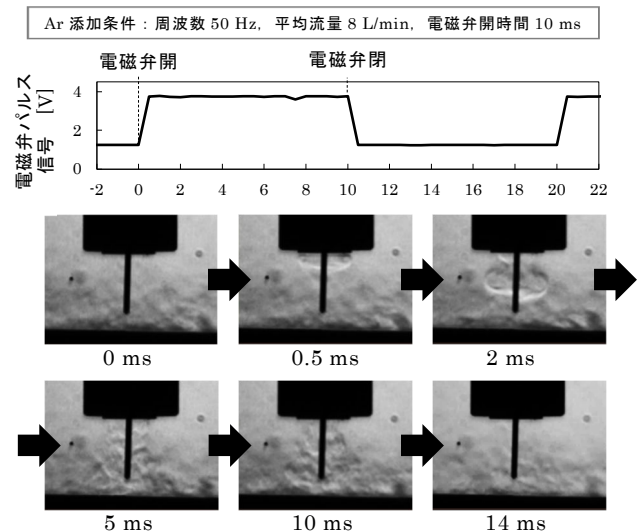 Ar 添加条件：周波数 50 Hz，平均流量 8 L/min，電磁弁開時間 10 ms
電磁弁開
電磁弁閉
電磁弁パルス
信号 [V]
4
2
0
-2 0 2 4 6 8 10 12 14 16 18 20 22
0 ms
0.5 ms
2 ms
5 ms
10 ms
14 ms